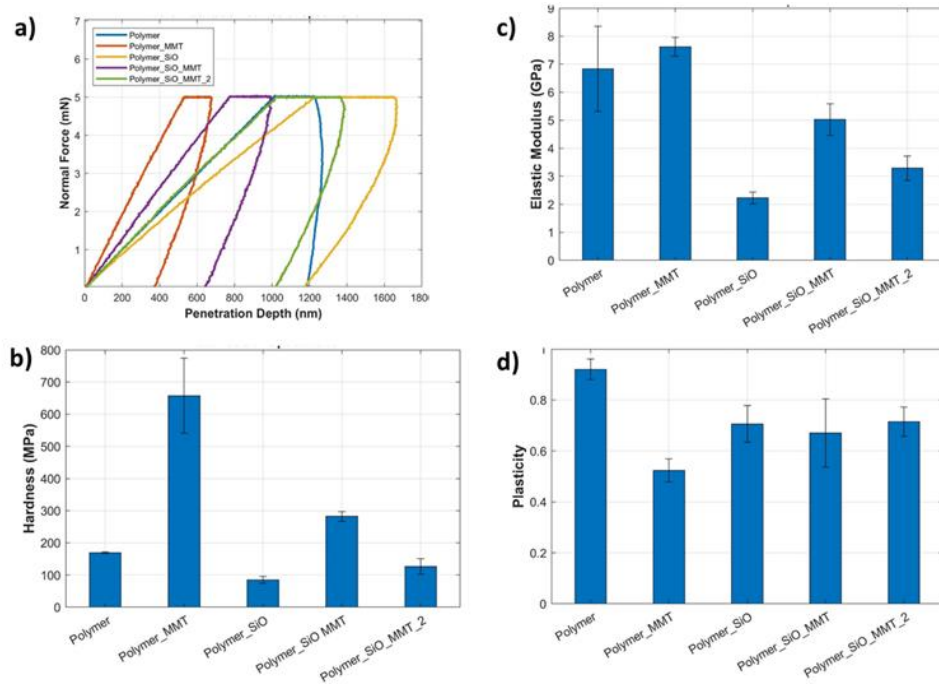 a)
Normal Force (mN)
7
6
5
4
3
2
1
Polymer
Polymer_MMT
Polymer_SiO
Polymer_SiO_MMT
Polymer_SiO_MMT_2
0 200 400 600 800 1000 1200 1400 1600 1800
Penetration Depth (nm)
c)
Elastic Modulus (GPa)
9
8
7
6
5
4
3
2
1
0
Polymer
Polymer_MMT
Polymer_SiO
Polymer_SiO_MMT
Polymer_SiO_MMT_2
b)
Hardness (MPa)
800
700
600
500
400
300
200
100
0
Polymer
Polymer_MMT
Polymer_SiO
Polymer_SiO MMT
Polymer_SiO_MMT_2
d)
Plasticity
1
0.8
0.6
0.4
0.2
0
Polymer
Polymer_MMT
Polymer_SiO
Polymer_SiO_MMT
Polymer_SiO_MMT_2